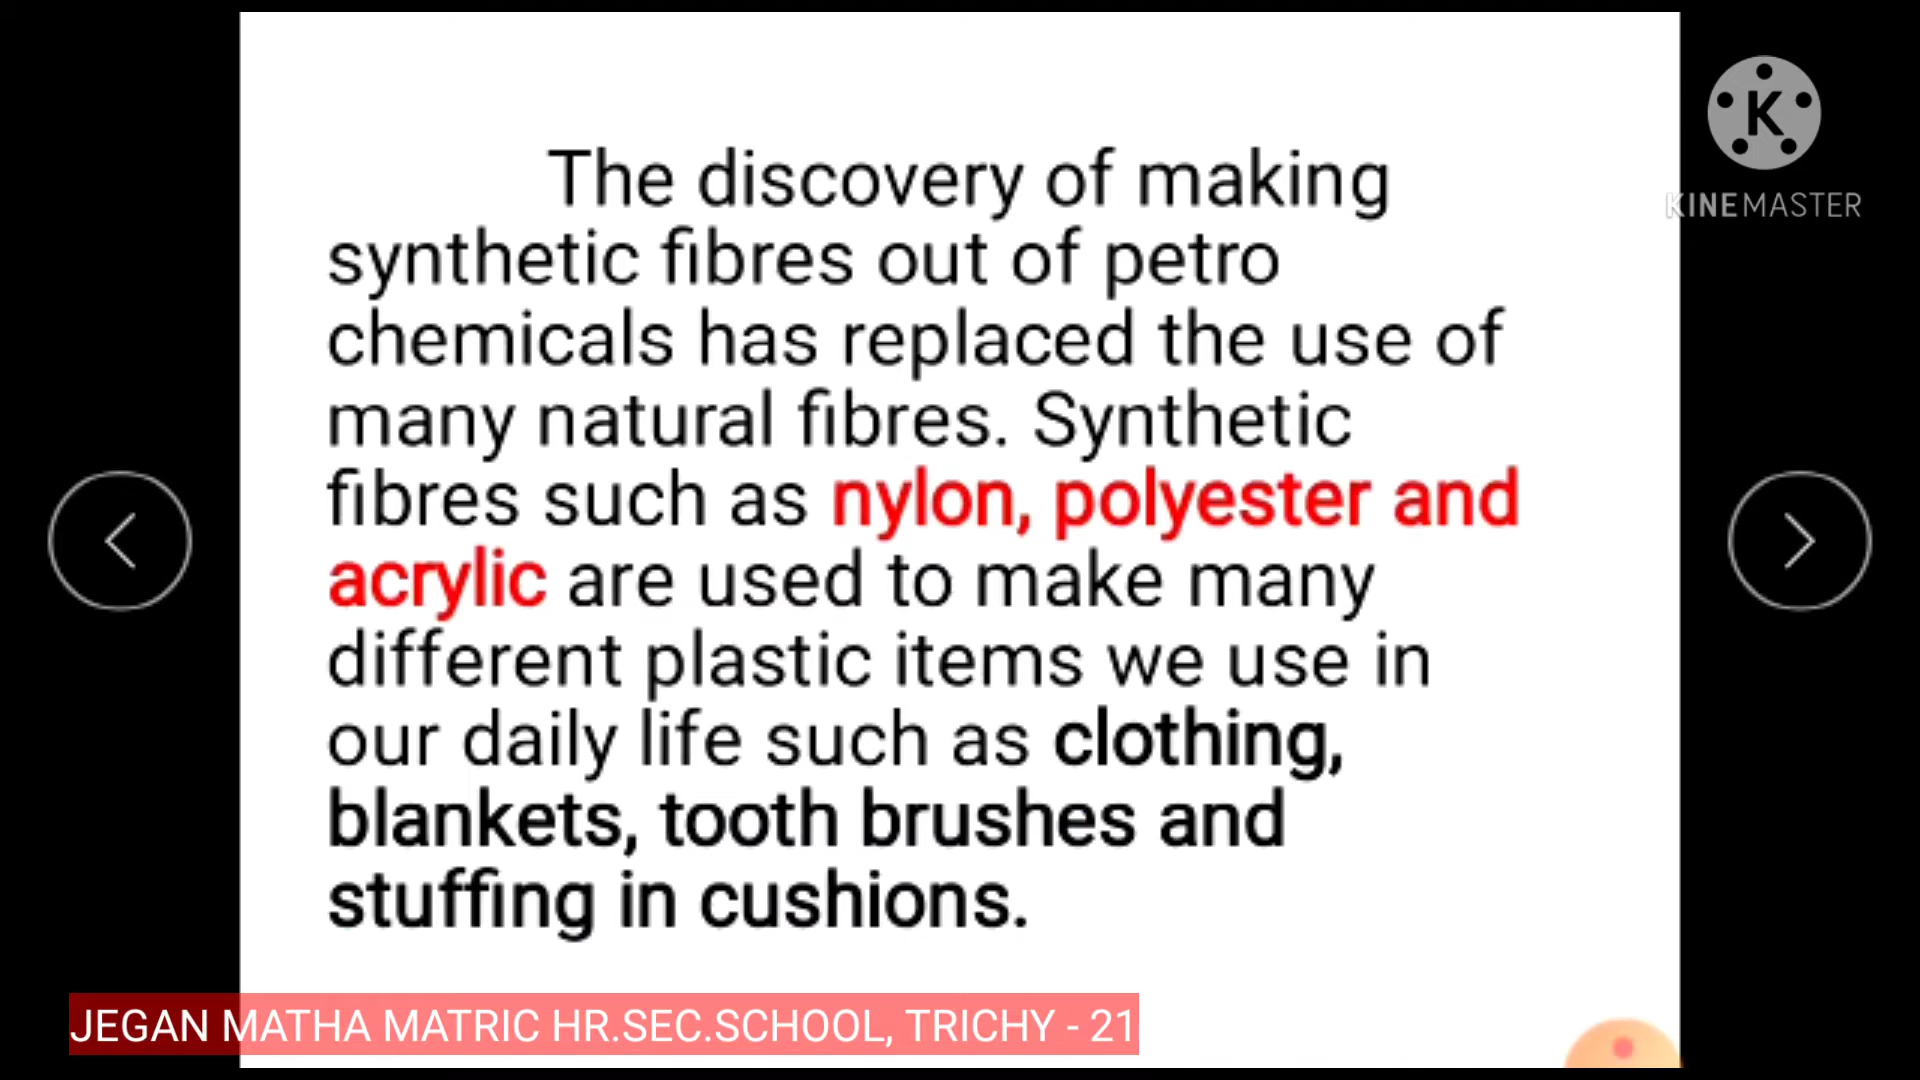 The discovery of making
synthetic fibres out of petro
chemicals has replaced the use of
many natural fibres. Synthetic
fibres such as nylon, polyester and
acrylic are used to make many
different plastic items we use in
our daily life such as clothing,
blankets, tooth brushes and
stuffing in cushions.
K
KINEMASTER
JEGAN MATHA MATRIC HR.SEC.SCHOOL, TRICHY - 21